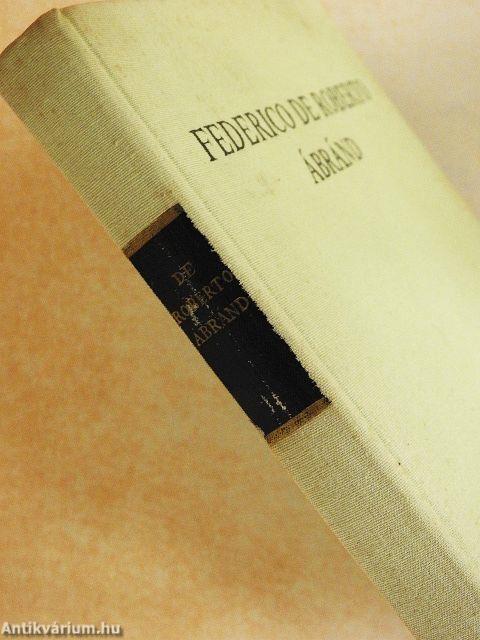 FEDERICO DE ROBERTO
ÁBRÁND
DE
ROBERTO
ÁBRÁND
Antikvárium.hu